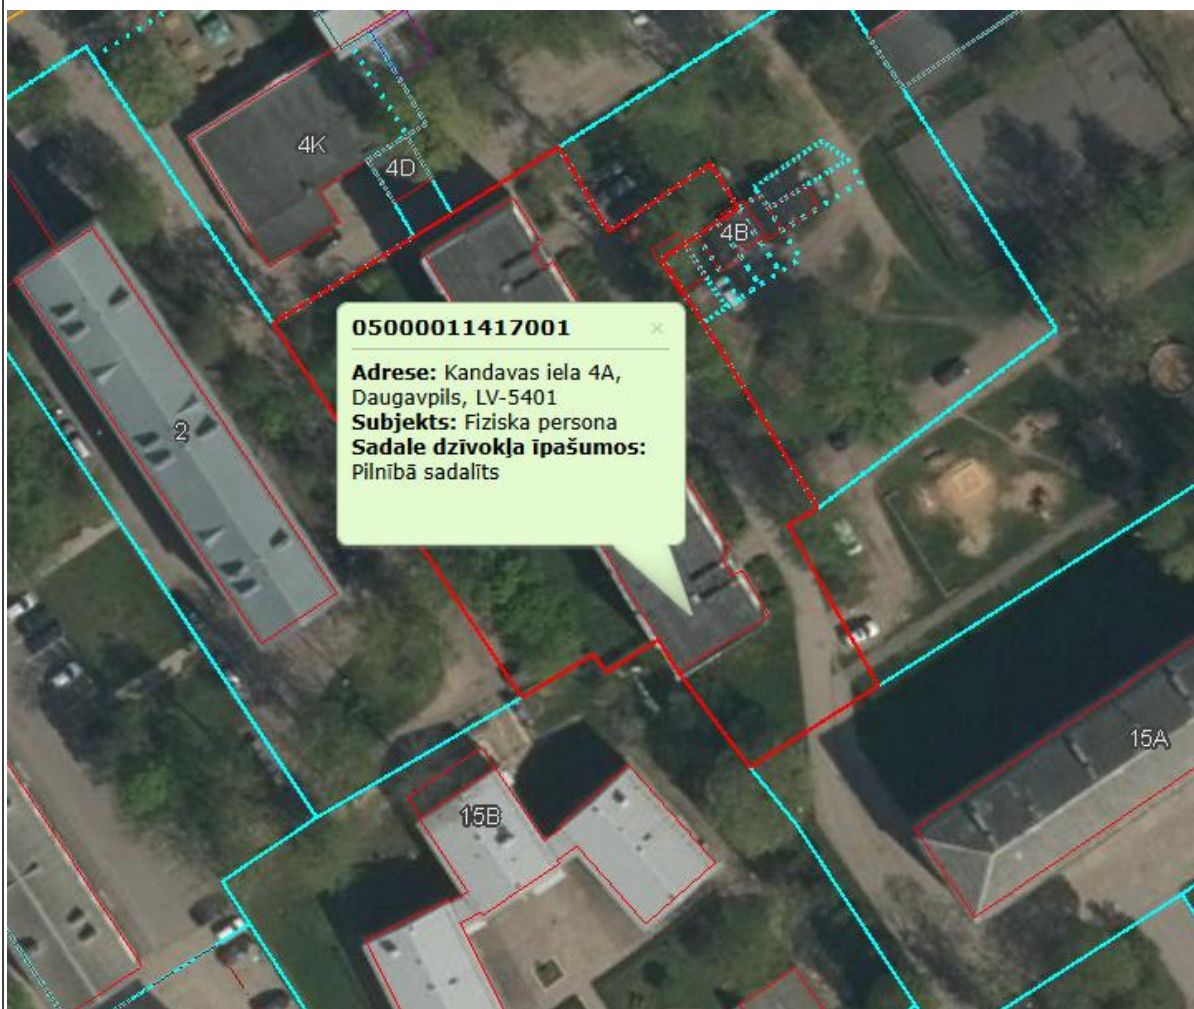 4K
4D
4B
05000011417001
Adrese: Kandavas iela 4A,
Daugavpils, LV-5401
Subjekts: Fiziska persona
Sadale dzīvokļa īpašumos:
Pilnībā sadalīts
2
15A
15B